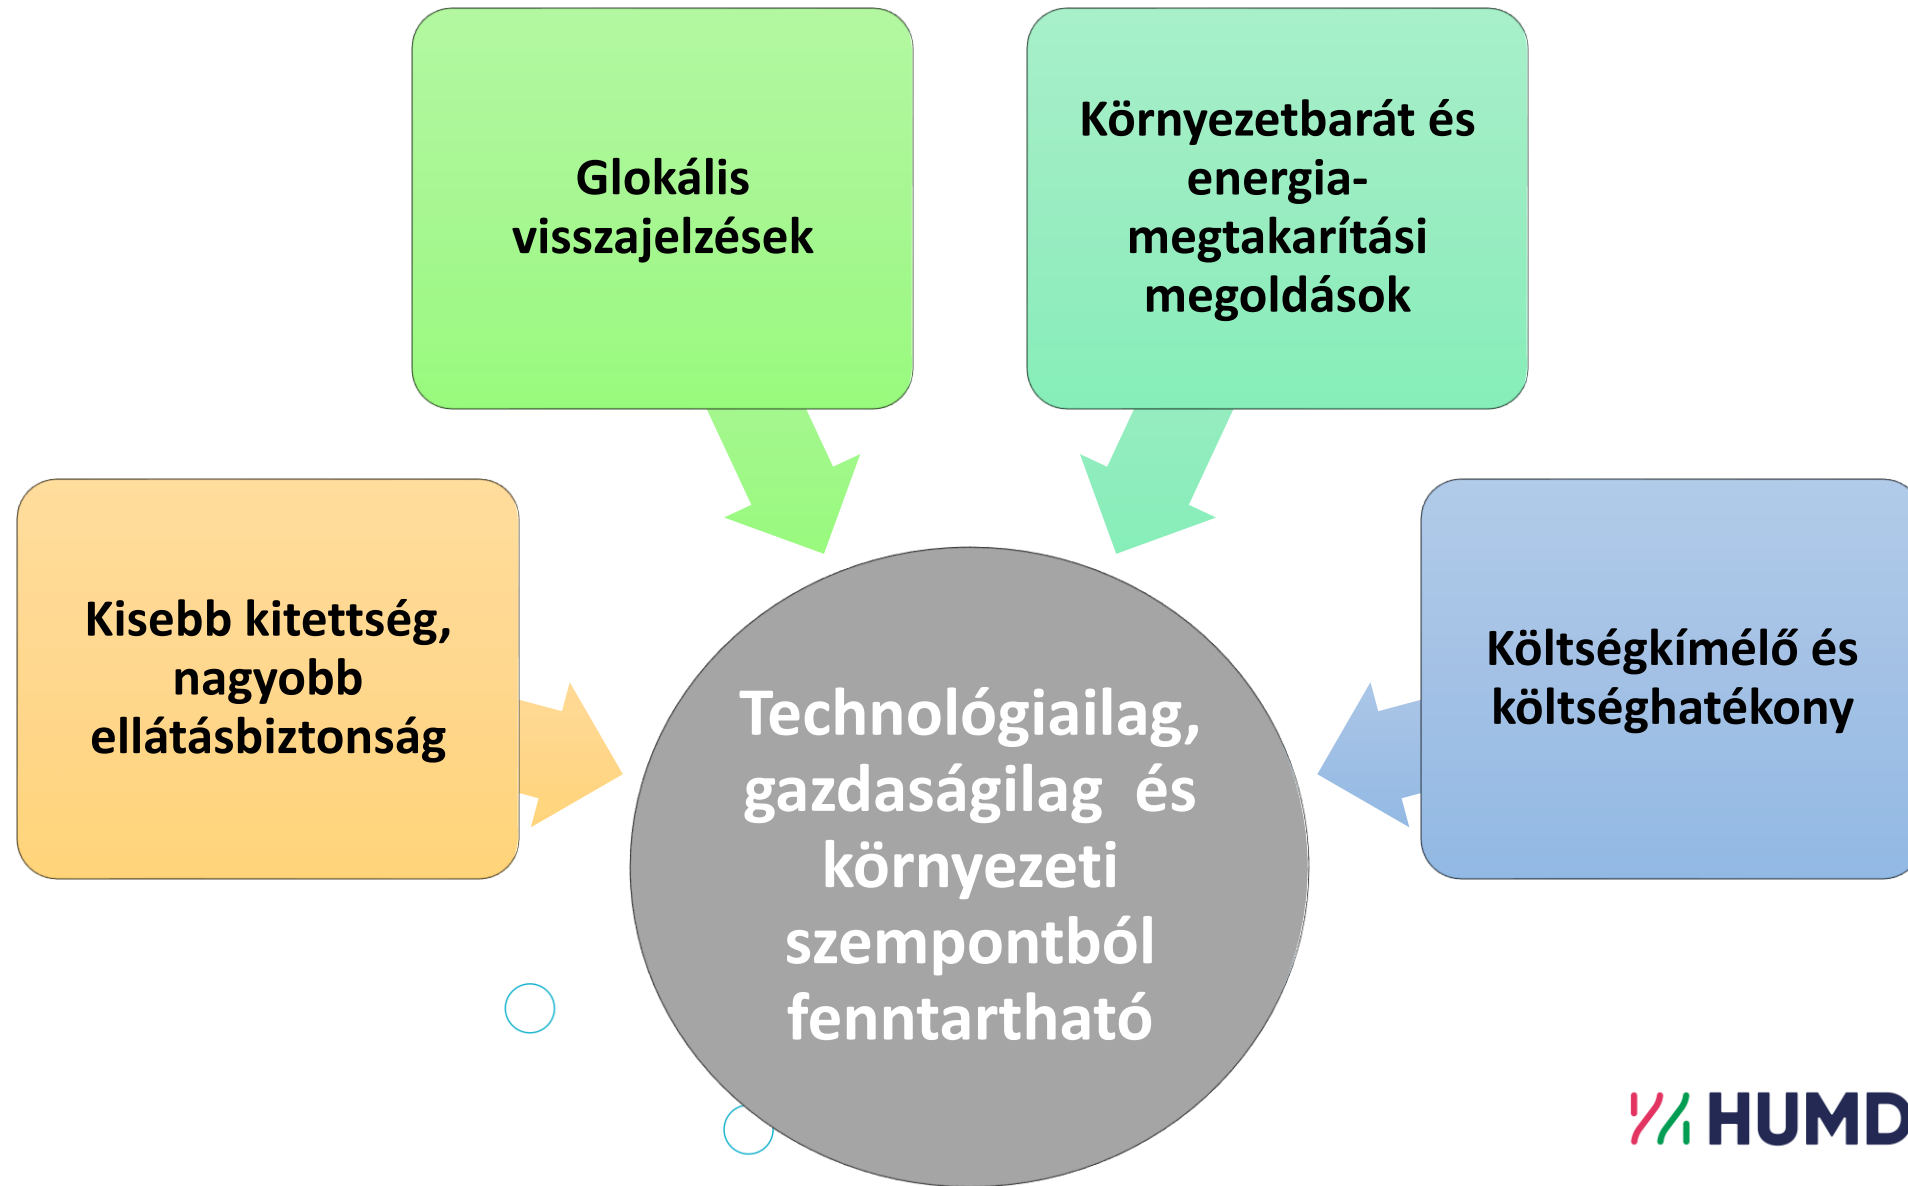 Glokális
visszajelzések
Környezetbarát és
energia-
megtakarítási
megoldások
Kisebb kitettség,
nagyobb
ellátásbiztonság
Költségkímélő és
költséghatékony
Technológiailag,
gazdaságilag és
környezeti
szempontból
fenntartható
HUMD